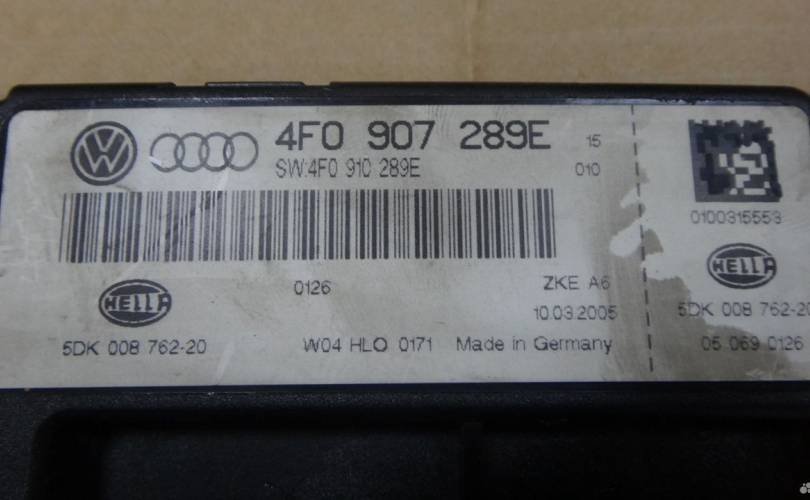 4F0 907 289E 15
SW:4F0 910 289E 010
0100315553
HELLA
HELLA
0126 ZKE A6
10.03.2005
5DK 008 762-20
5DK 008 762-20
W04 HLO 0171 Made in Germany
05 069 0126